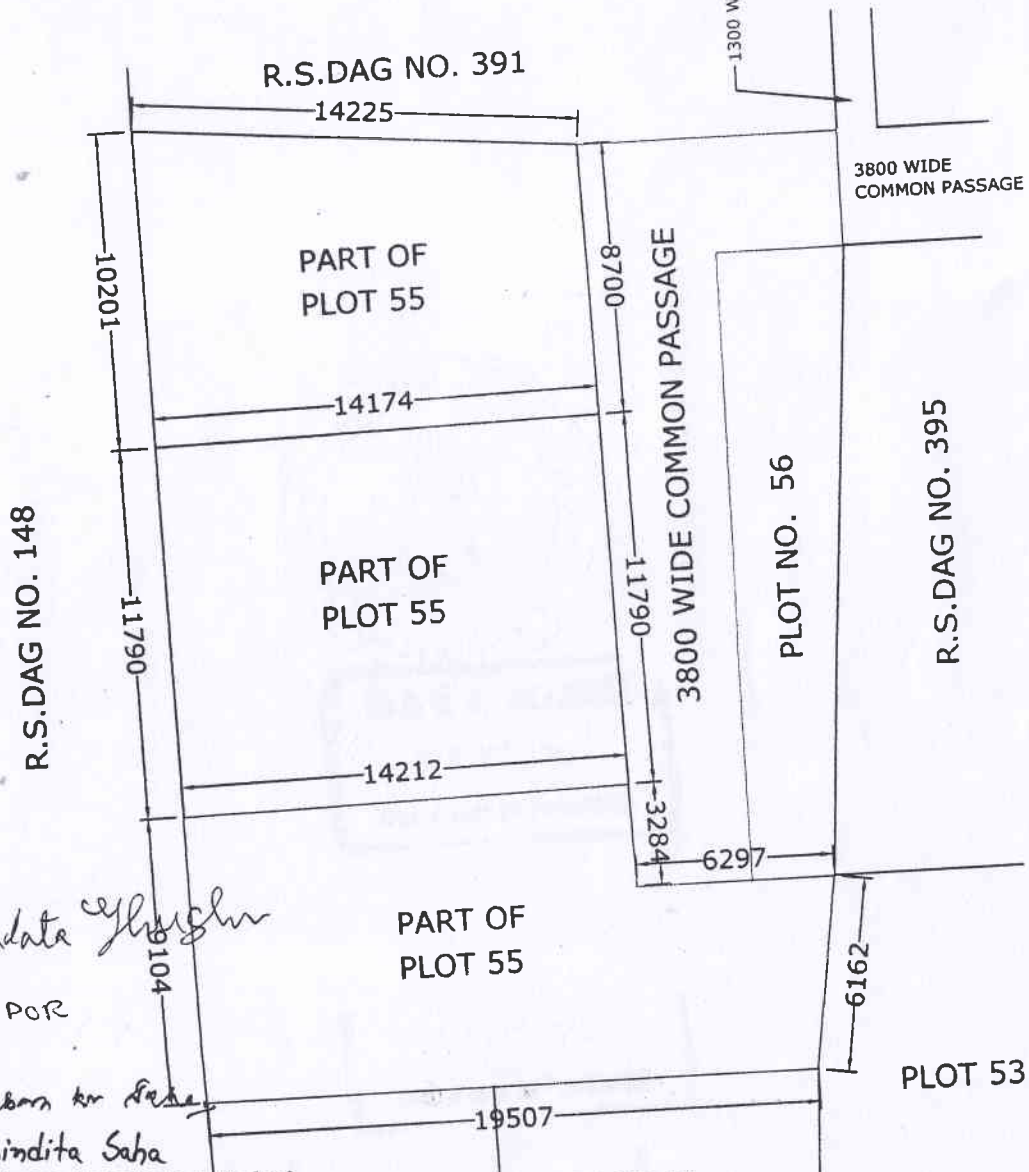 R.S.DAG NO. 391
14225
1300 W
3800 WIDE
COMMON PASSAGE
10201
PART OF
PLOT 55
8700
14174
3800 WIDE COMMON PASSAGE
PLOT NO. 56
R.S.DAG NO. 395
R.S.DAG NO. 148
11790
PART OF
PLOT 55
11790
14212
3284
6297
9104
PART OF
PLOT 55
6162
POR
PLOT 53
19507
indita Saha